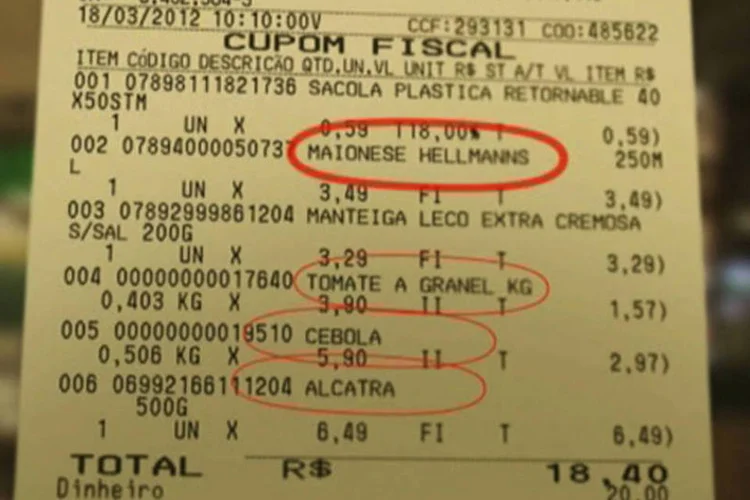 18/03/2012 10:10:00V CCF:293131 COO:485622
CUPOM FISCAL
ITEM CÓDIGO DESCRIÇÃO QTD.UN.VL UNIT R$ ST A/T VL ITEM R$
001 07898111821736 SACOLA PLASTICA RETORNABLE 40
X50STM
1 UN X 0,59 T18,00% T 0,59)
002 0789400005073 MAIONESE HELLMANNS 250M
L
1 UN X 3,49 FI T 3,49)
003 07892999861204 MANTEIGA LECO EXTRA CREMOSA
S/SAL 200G
1 UN X 3,29 FI T 3,29)
004 00000000017640 TOMATE A GRANEL KG
0,403 KG X 3,90 II T 1,57)
005 00000000019510 CEBOLA
0,506 KG X 5,90 II T 2,97)
006 06992166111204 ALCATRA
500G
1 UN X 6,49 FI T 6,49)
TOTAL R$ 18,40
Dinheiro 20,00